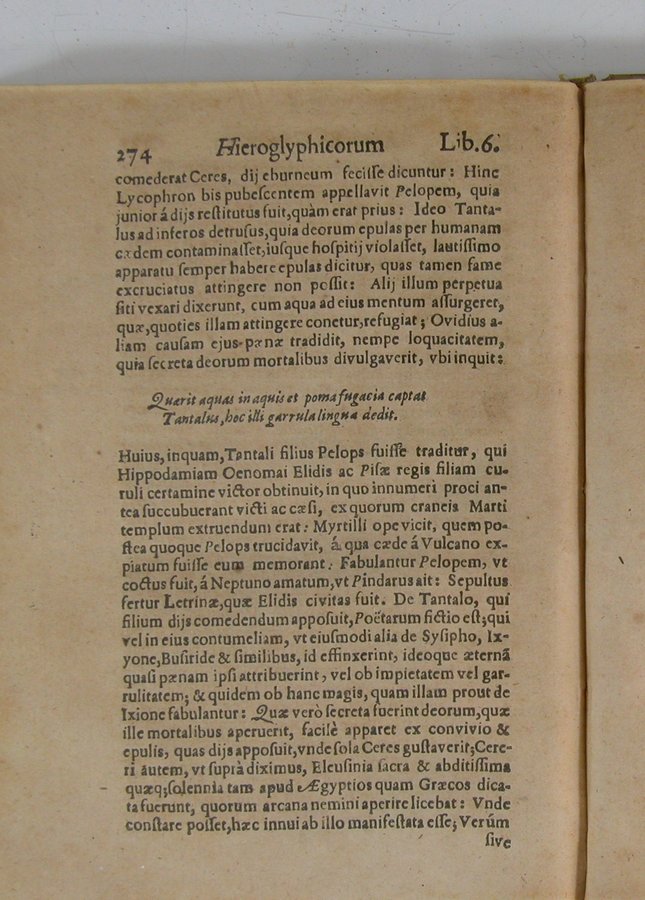 274 Hieroglyphicorum Lib.6.
comederat Ceres, dij eburneum fecisse dicuntur: Hinc
Lycophron bis pubescentem appellavit Pelopem, quia
junior á dijs restitutus fuit, quàm erat prius: Ideo Tanta-
lus ad inferos detrusus, quia deorum epulas per humanam
cædem contaminasset, iusque hospitij violasset, lautissimo
apparatu semper habere epulas dicitur, quas tamen fame
excruciatus attingere non possit: Alij illum perpetua
siti vexari dixerunt, cum aqua ad eius mentum assurgeret,
quæ, quoties illam attingere conetur, refugiat; Ovidius a-
liam causam ejus pænæ tradidit, nempe loquacitatem,
quia secreta deorum mortalibus divulgaverit, vbi inquit:
Quærit aquas in aquis et poma fugacia captat
Tantalus, hoc illi garrula lingua dedit.
Huius, inquam, Tantali filius Pelops fuisse traditur, qui
Hippodamiam Oenomai Elidis ac Pisæ regis filiam cu-
ruli certamine victor obtinuit, in quo innumeri proci an-
tea succubuerant victi ac cæsi, ex quorum craneis Marti
templum extruendum erat: Myrtilli ope vicit, quem po-
stea quoque Pelops trucidavit, á qua cæde á Vulcano ex-
piatum fuisse eum memorant: Fabulantur Pelopem, vt
coctus fuit, á Neptuno amatum, vt Pindarus ait: Sepultus
fertur Letrinæ, quæ Elidis civitas fuit. De Tantalo, qui
filium dijs comedendum apposuit, Poëtarum fictio est; qui
vel in eius contumeliam, vt eiusmodi alia de Sysipho, Ix-
yone, Busiride & similibus, id effinxerint, ideoque æternã
quasi pænam ipsi attribuerint, vel ob impietatem vel gar-
rulitatem; & quidem ob hanc magis, quam illam prout de
Ixione fabulantur: Quæ verò secreta fuerint deorum, quæ
ille mortalibus aperuerit, facilè apparet ex convivio &
epulis, quas dijs apposuit, vnde sola Ceres gustaverit; Cere-
ri autem, vt suprà diximus, Eleusinia sacra & abditissima
quæq; solennia tam apud Ægyptios quam Græcos dica-
ta fuerunt, quorum arcana nemini aperire licebat: Vnde
constare posset, hæc innui ab illo manifestata esse; Verúm
sive